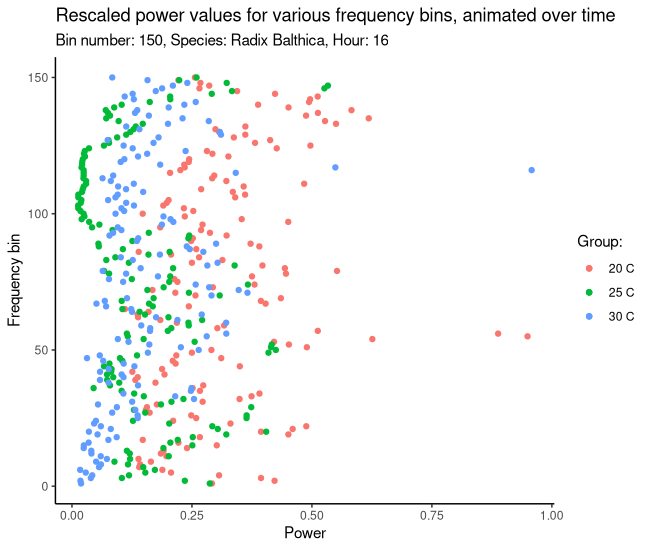 Rescaled power values for various frequency bins, animated over time
Bin number: 150, Species: Radix Balthica, Hour: 16
150
100
50
0
Frequency bin
0.00
0.25
0.50
0.75
1.00
Power
Group:
20 C
25 C
30 C